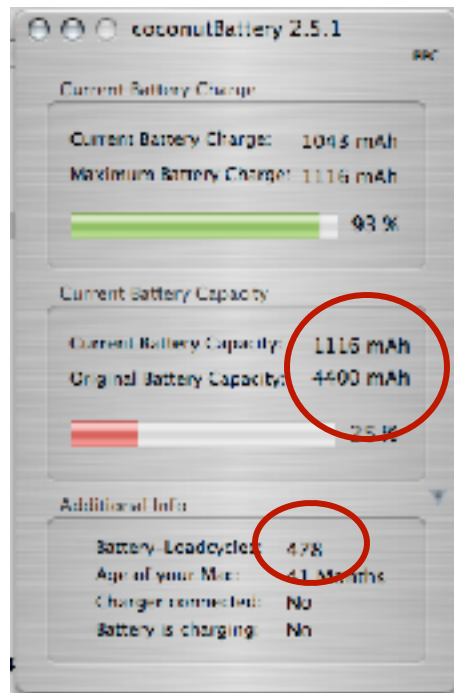 coconutBattery 2.5.1
PPC
Current Battery Charge
Current Battery Charge: 1043 mAh
Maximum Battery Charge: 1116 mAh
93 %
Current Battery Capacity
Current Battery Capacity: 1116 mAh
Original Battery Capacity: 4400 mAh
25 %
Additional Info
Battery-Loadcycles: 478
Age of your Mac: 41 Months
Charger connected: No
Battery is charging: No